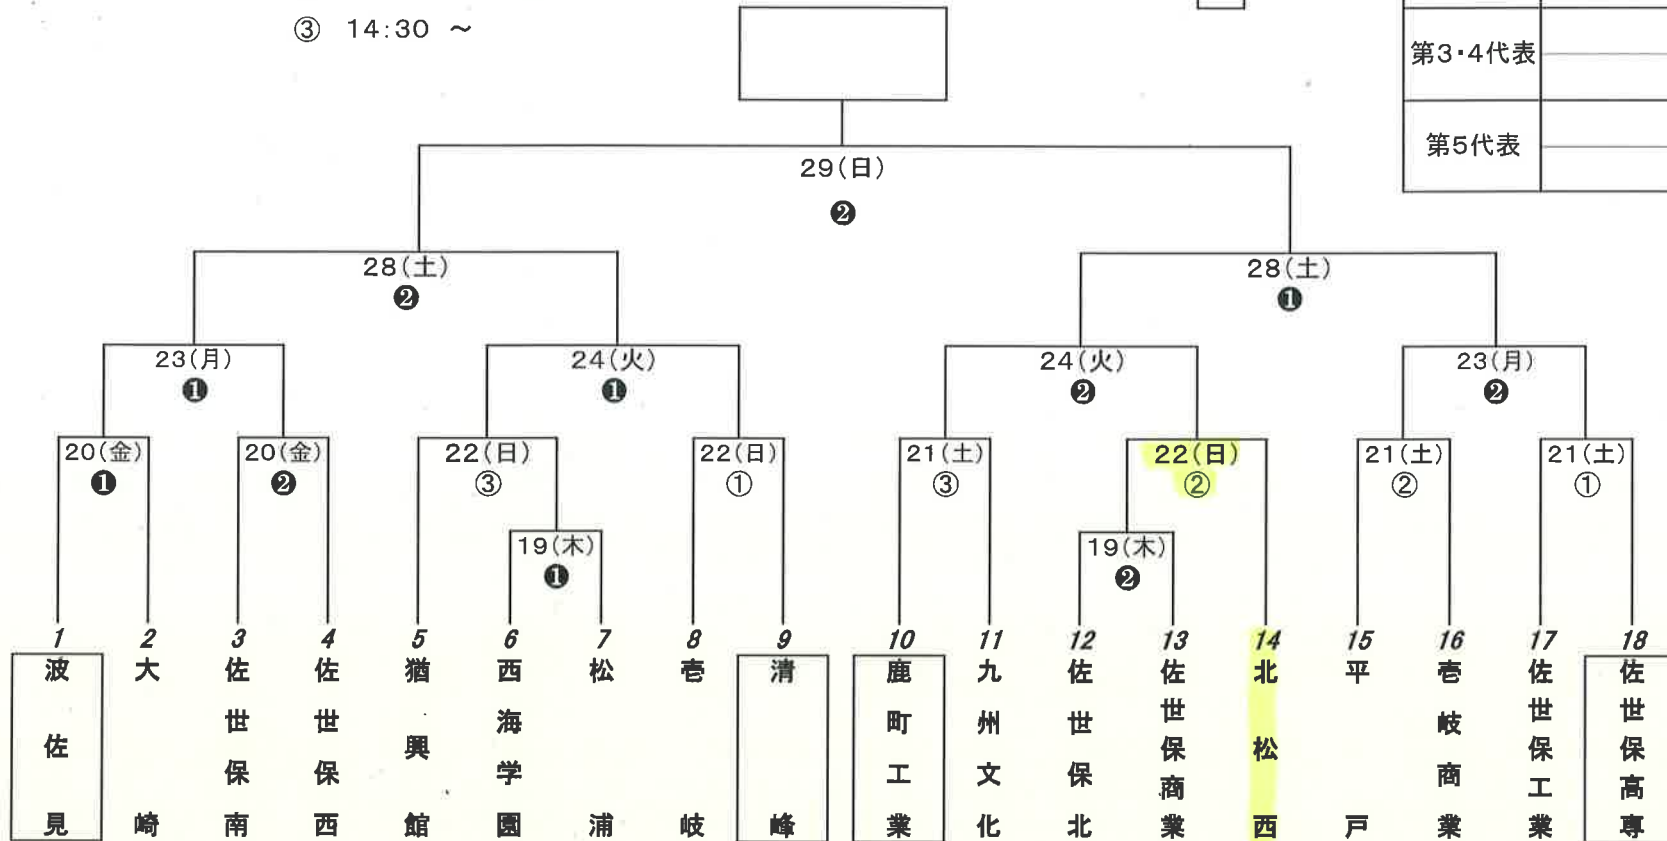 ③ 14:30 ～
第3・4代表
第5代表
29(日)
❷
28(土)
❷
28(土)
❶
23(月)
❶
24(火)
❶
24(火)
❷
23(月)
❷
20(金)
❶
20(金)
❷
22(日)
③
22(日)
①
21(土)
③
22(日)
②
21(土)
②
21(土)
①
19(木)
❶
19(木)
❷
1 波佐見
2 大崎
3 佐世保南
4 佐世保西
5 猶興館
6 西海学園
7 松浦
8 壱岐
9 清峰
10 鹿町工業
11 九州文化
12 佐世保北
13 佐世保商業
14 北松西
15 平戸
16 壱岐商業
17 佐世保工業
18 佐世保高専